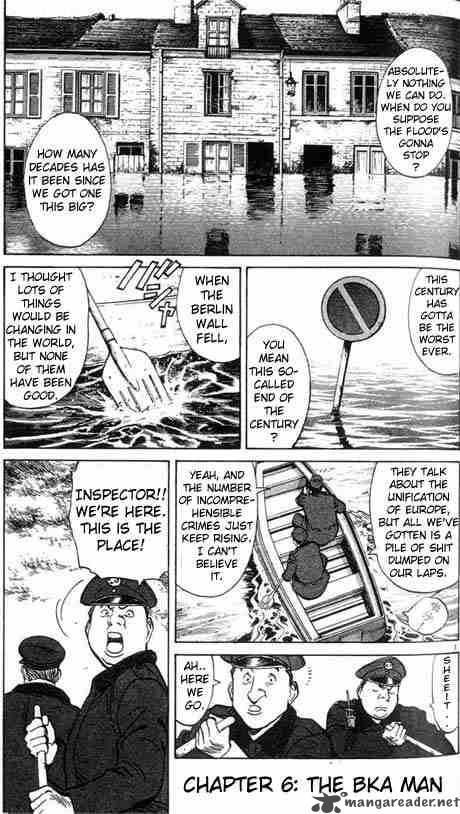 ABSOLUTE-
LY NOTHING
WE CAN DO.
WHEN DO YOU
SUPPOSE
THE FLOOD'S
GONNA
STOP
?
HOW MANY
DECADES HAS
IT BEEN SINCE
WE GOT ONE
THIS BIG?
THIS
CENTURY
HAS
GOTTA
BE THE
WORST
EVER.
YOU
MEAN
THIS SO-
CALLED
END OF
THE
CENTURY
?
WHEN
THE
BERLIN
WALL
FELL,
I THOUGHT
LOTS OF
THINGS
WOULD BE
CHANGING IN
THE WORLD,
BUT NONE
OF THEM
HAVE BEEN
GOOD.
THEY TALK
ABOUT THE
UNIFICATION
OF EUROPE,
BUT ALL WE'VE
GOTTEN IS A
PILE OF SHIT
DUMPED ON
OUR LAPS.
YEAH, AND
THE NUMBER
OF INCOMPRE-
HENSIBLE
CRIMES JUST
KEEP RISING.
I CAN'T
BELIEVE
IT.
SHEE!T..
AH..
HERE
WE
GO.
INSPECTOR!!
WE'RE HERE.
THIS IS THE
PLACE!
1
CHAPTER 6: THE BKA MAN
mangareader.net